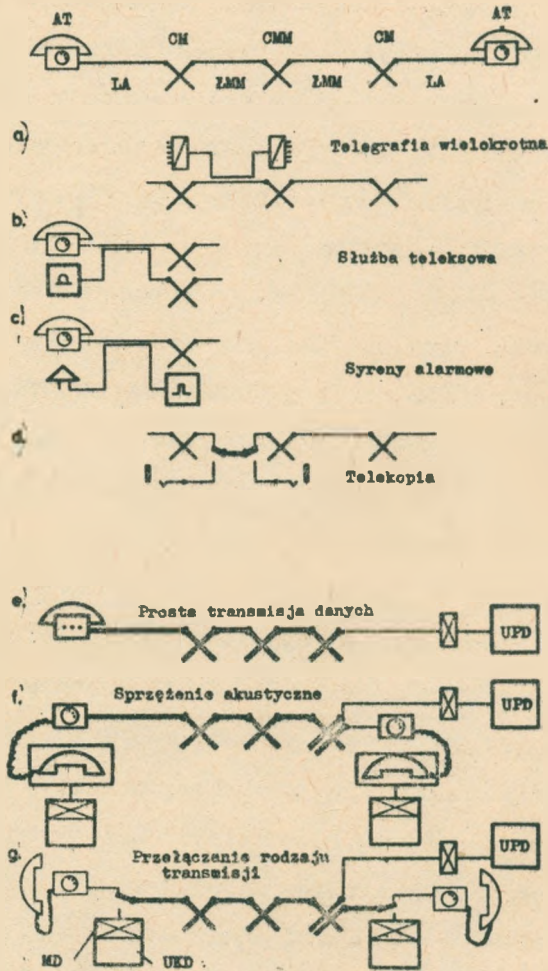 AT
AT
CM
CMM
CM
LA
ŁMM
ŁMM
LA
a)
Telegrafia wielokrotna
b)
Służba teleksowa
c)
Syreny alarmowe
d.
Telekopia
e)
Prosta transmisja danych
UPD
f.)
Sprzężenie akustyczne
UPD
g.
Przełączanie rodzaju
transmisji
UPD
MD
UKD